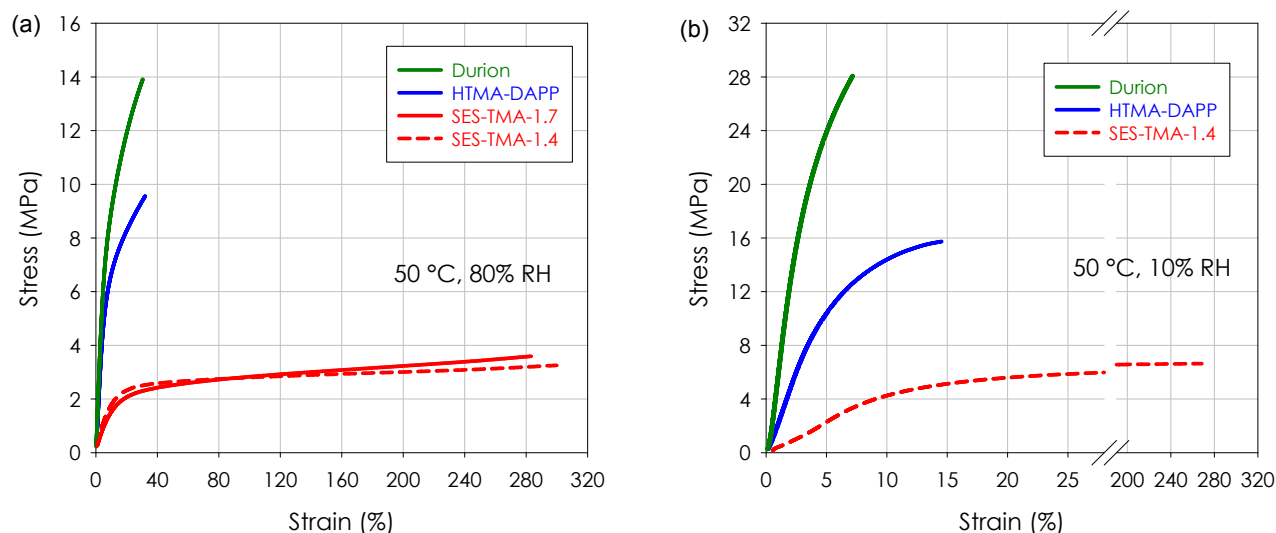 (a)
16
14
12
10
8
6
4
2
0
Stress (MPa)
Durion
HTMA-DAPP
SES-TMA-1.7
SES-TMA-1.4
50 °C, 80% RH
0 40 80 120 160 200 240 280 320
Strain (%)
(b)
32
28
24
20
16
12
8
4
0
Stress (MPa)
Durion
HTMA-DAPP
SES-TMA-1.4
50 °C, 10% RH
0 5 10 15 20 25 200 240 280 320
Strain (%)